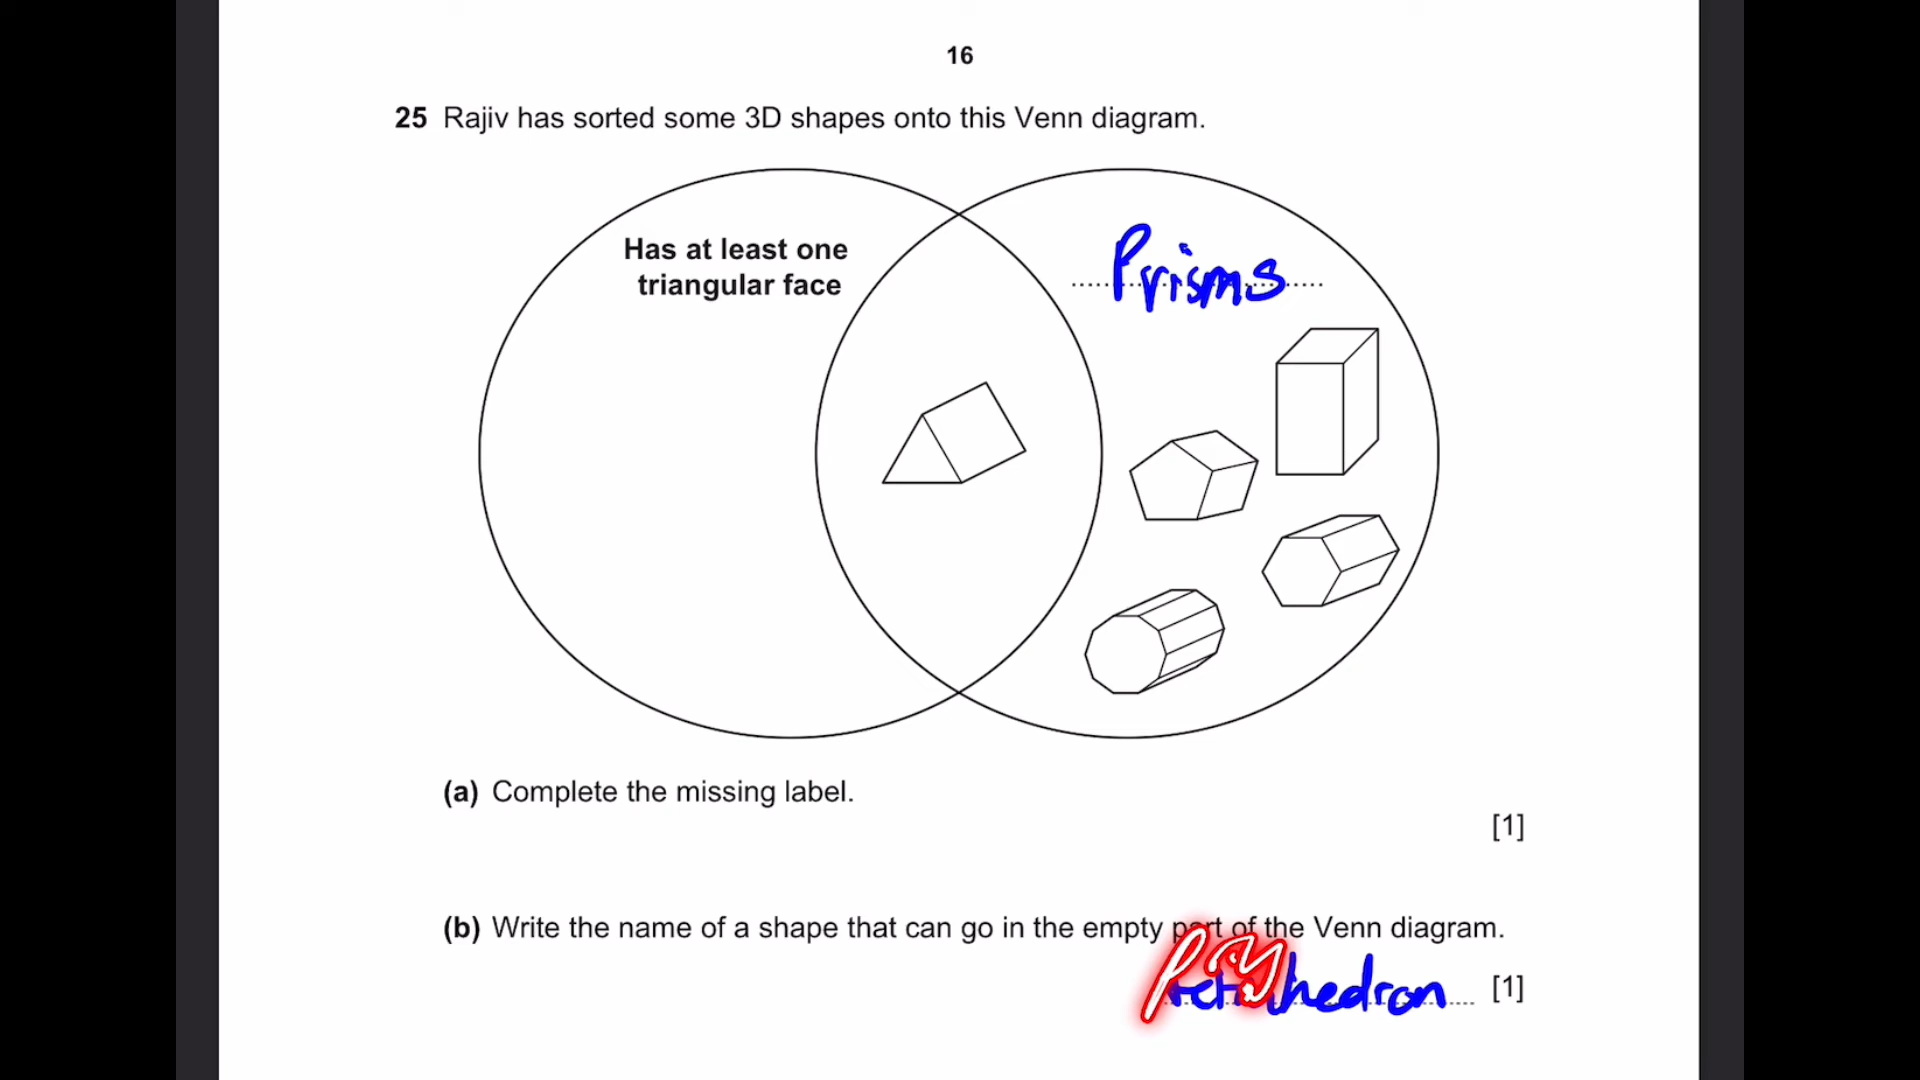 16
25 Rajiv has sorted some 3D shapes onto this Venn diagram.
Has at least one
triangular face
Prisms
(a) Complete the missing label.
[1]
(b) Write the name of a shape that can go in the empty part of the Venn diagram.
tetrahedron [1]